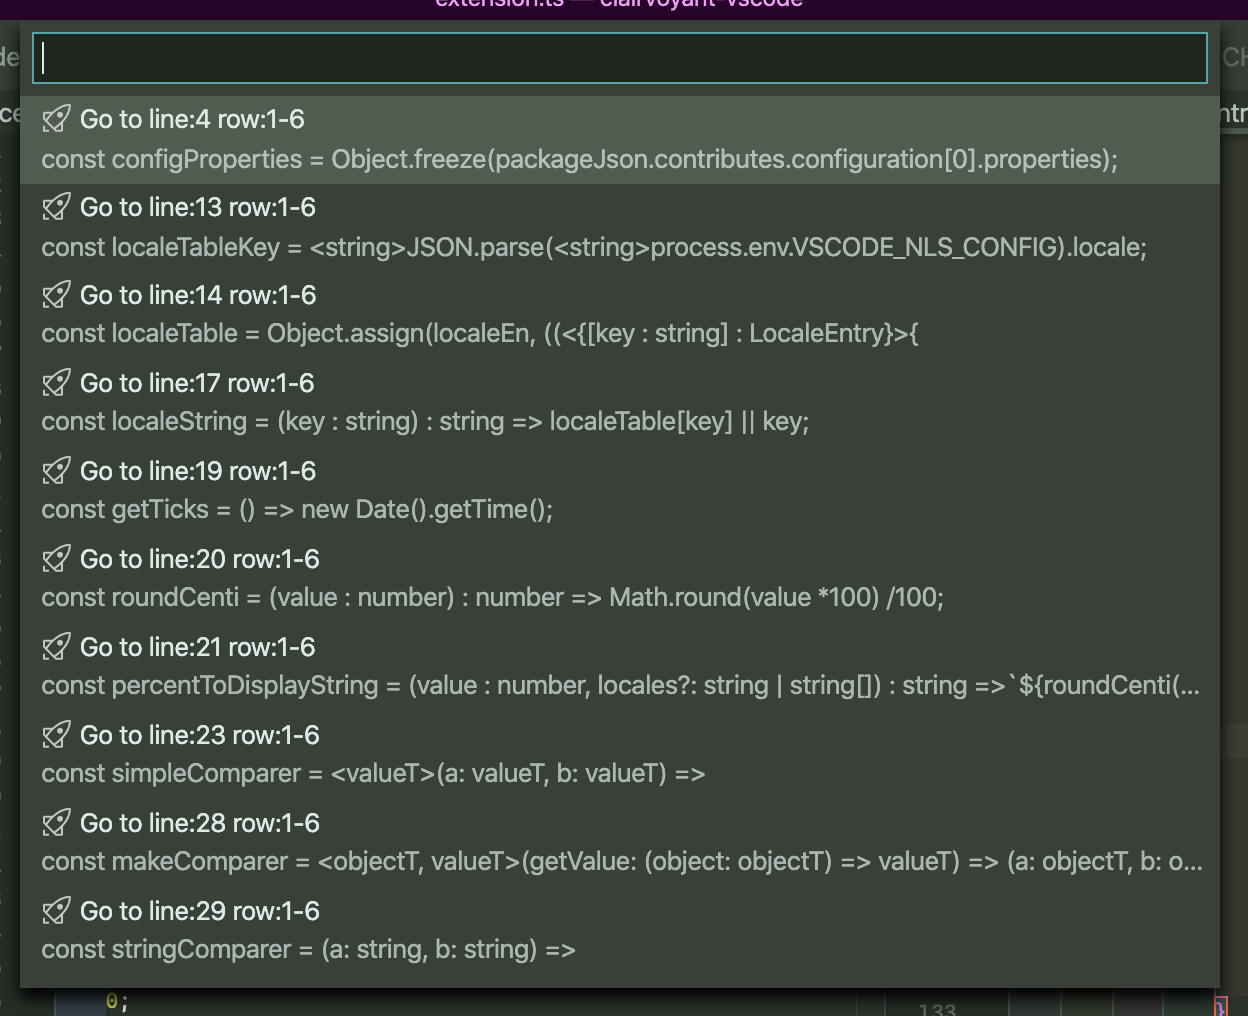 extension.ts — clairvoyant-vscode
Go to line:4 row:1-6
const configProperties = Object.freeze(packageJson.contributes.configuration[0].properties);
Go to line:13 row:1-6
const localeTableKey = <string>JSON.parse(<string>process.env.VSCODE_NLS_CONFIG).locale;
Go to line:14 row:1-6
const localeTable = Object.assign(localeEn, ((<{[key : string] : LocaleEntry}>{
Go to line:17 row:1-6
const localeString = (key : string) : string => localeTable[key] || key;
Go to line:19 row:1-6
const getTicks = () => new Date().getTime();
Go to line:20 row:1-6
const roundCenti = (value : number) : number => Math.round(value *100) /100;
Go to line:21 row:1-6
const percentToDisplayString = (value : number, locales?: string | string[]) : string =>`${roundCenti(...
Go to line:23 row:1-6
const simpleComparer = <valueT>(a: valueT, b: valueT) =>
Go to line:28 row:1-6
const makeComparer = <objectT, valueT>(getValue: (object: objectT) => valueT) => (a: objectT, b: o...
Go to line:29 row:1-6
const stringComparer = (a: string, b: string) =>
0;
133
}